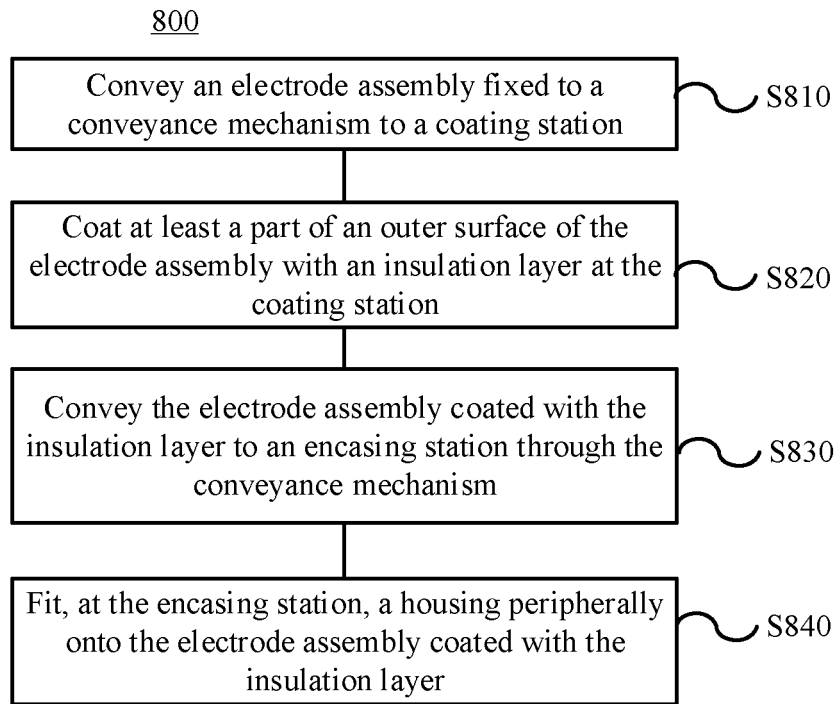 800
Convey an electrode assembly fixed to a
conveyance mechanism to a coating station
S810
Coat at least a part of an outer surface of the
electrode assembly with an insulation layer at the
coating station
S820
Convey the electrode assembly coated with the
insulation layer to an encasing station through the
conveyance mechanism
S830
Fit, at the encasing station, a housing peripherally
onto the electrode assembly coated with the
insulation layer
S840